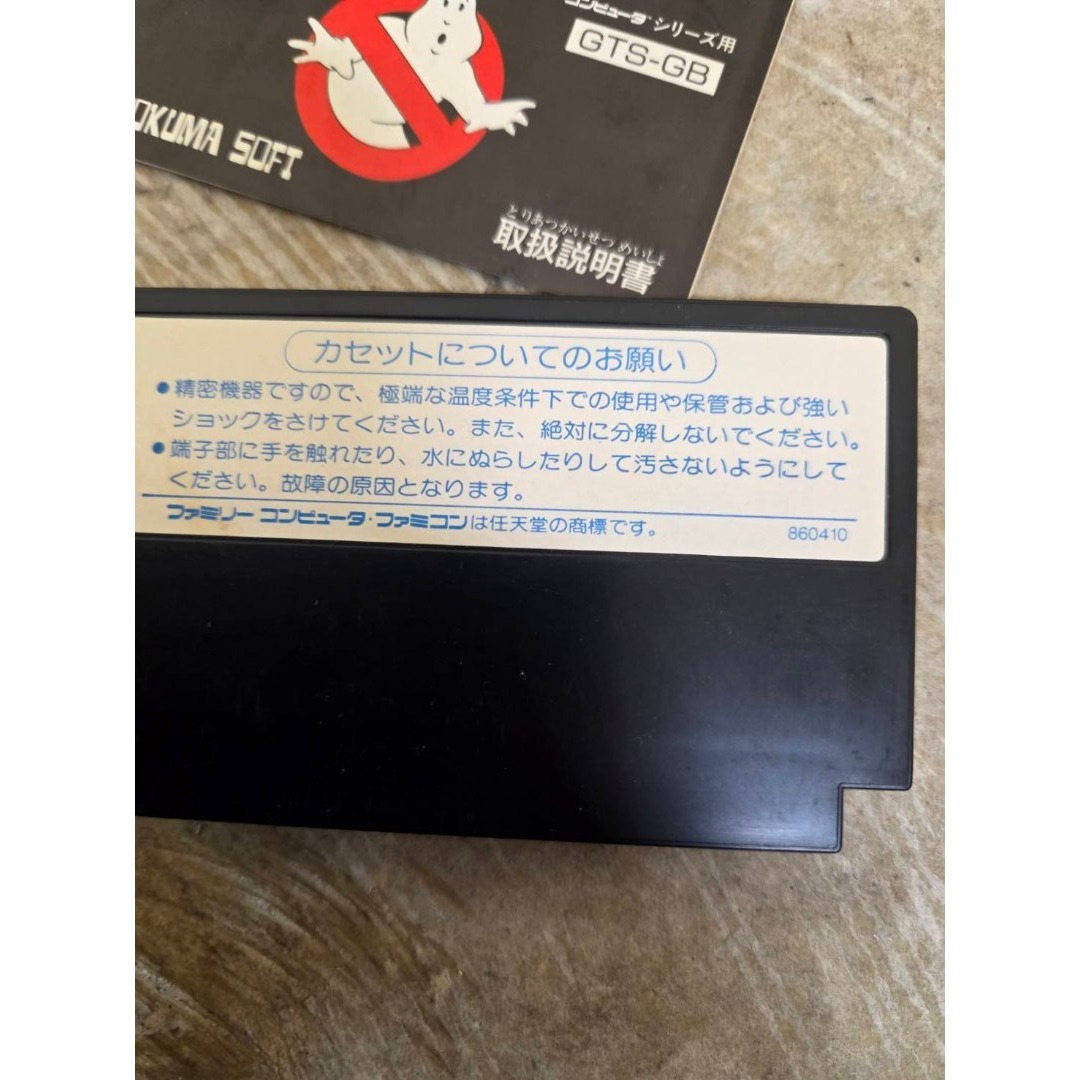 コンピュータ シリーズ用
GTS-GB
OKUMA SOFT
とりあつかいせつめいしょ
取扱説明書
カセットについてのお願い
●精密機器ですので、極端な温度条件下での使用や保管および強い
ショックをさけてください。また、絶対に分解しないでください。
●端子部に手を触れたり、水にぬらしたりして汚さないようにして
ください。故障の原因となります。
ファミリー コンピュータ・ファミコンは任天堂の商標です。
860410